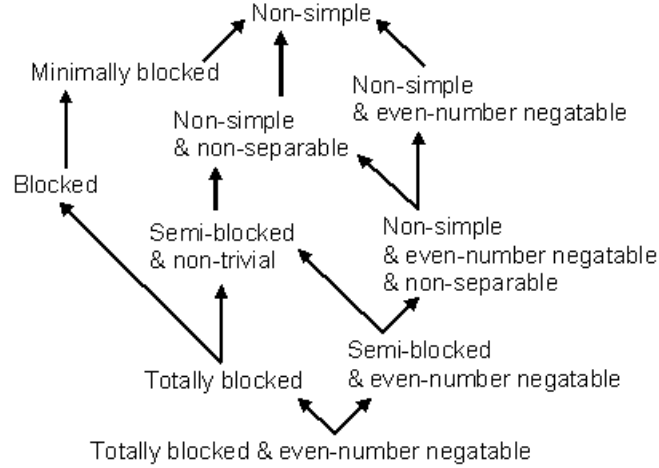 Non-simple
Minimally blocked
Non-simple
& even-number negatable
Non-simple
& non-separable
Blocked
Semi-blocked
& non-trivial
Non-simple
& even-number negatable
& non-separable
Totally blocked
Semi-blocked
& even-number negatable
Totally blocked & even-number negatable